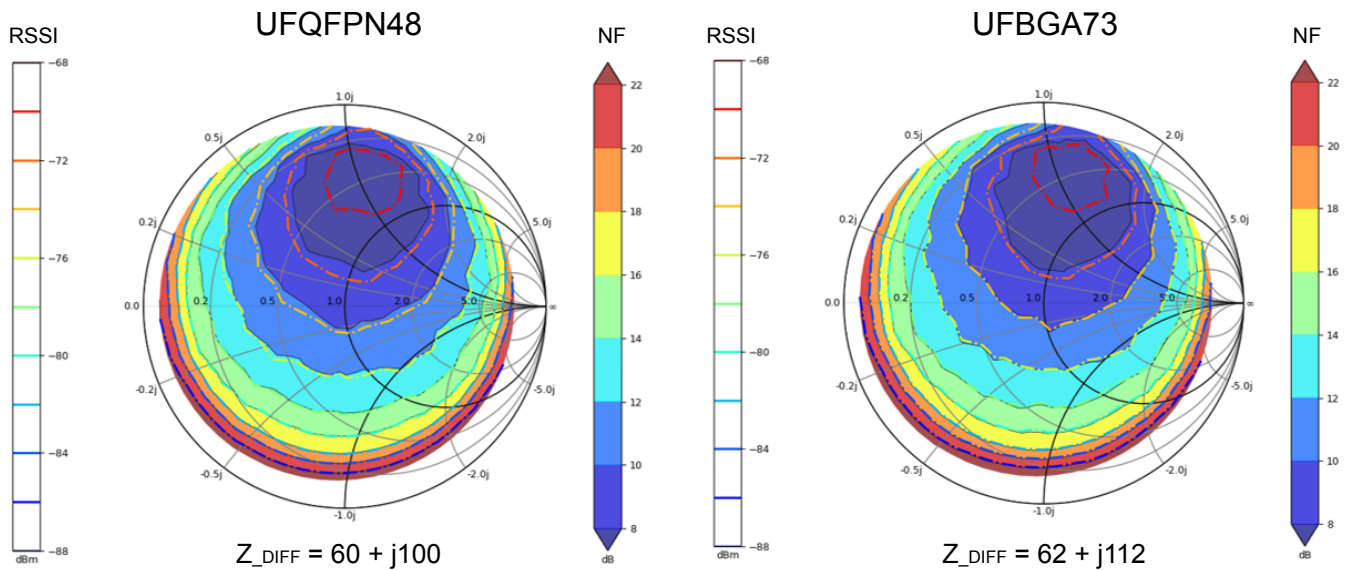 UFQFPN48
UFBGA73
RSSI
NF
RSSI
NF
−68
−72
−76
−80
−84
−88
dBm
0.0
0.2
0.5
1.0
2.0
5.0
∞
0.2j
0.5j
1.0j
2.0j
5.0j
-0.2j
-0.5j
-1.0j
-2.0j
-5.0j
22
20
18
16
14
12
10
8
dB
−68
−72
−76
−80
−84
−88
dBm
0.0
0.2
0.5
1.0
2.0
5.0
∞
0.2j
0.5j
1.0j
2.0j
5.0j
-0.2j
-0.5j
-1.0j
-2.0j
-5.0j
22
20
18
16
14
12
10
8
dB
Z_DIFF = 60 + j100
Z_DIFF = 62 + j112